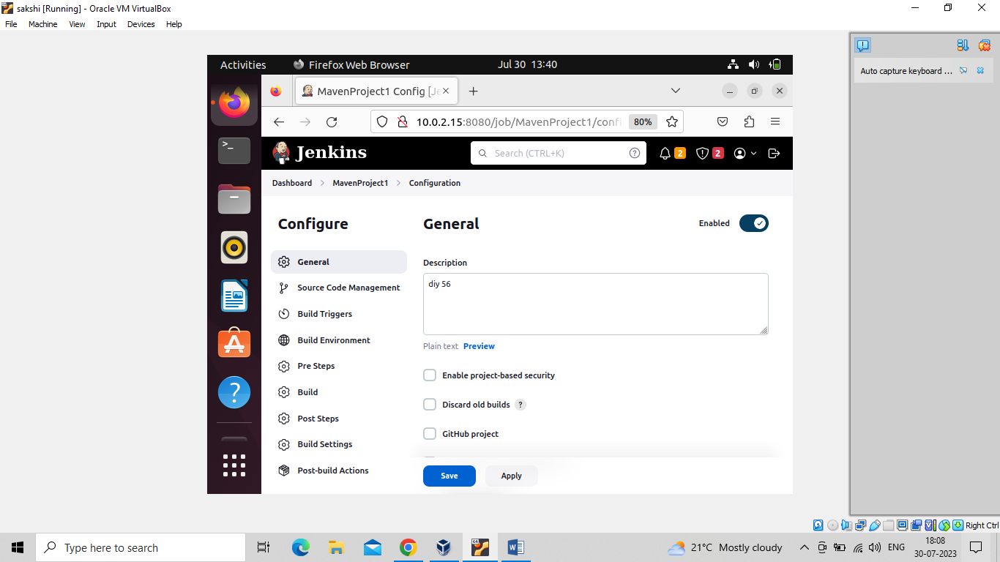 sakshi [Running] - Oracle VM VirtualBox
File Machine View Input Devices Help
Auto capture keyboard ...
Activities Firefox Web Browser Jul 30 13:40
MavenProject1 Config [Je
10.0.2.15:8080/job/MavenProject1/confi 80%
Jenkins Search (CTRL+K) ? 2 2
Dashboard > MavenProject1 > Configuration
Configure
General
Source Code Management
Build Triggers
Build Environment
Pre Steps
Build
Post Steps
Build Settings
Post-build Actions
General Enabled
Description
diy 56
Plain text Preview
Enable project-based security
Discard old builds ?
GitHub project
Save Apply
Right Ctrl
Type here to search
21°C Mostly cloudy
ENG
18:08
30-07-2023